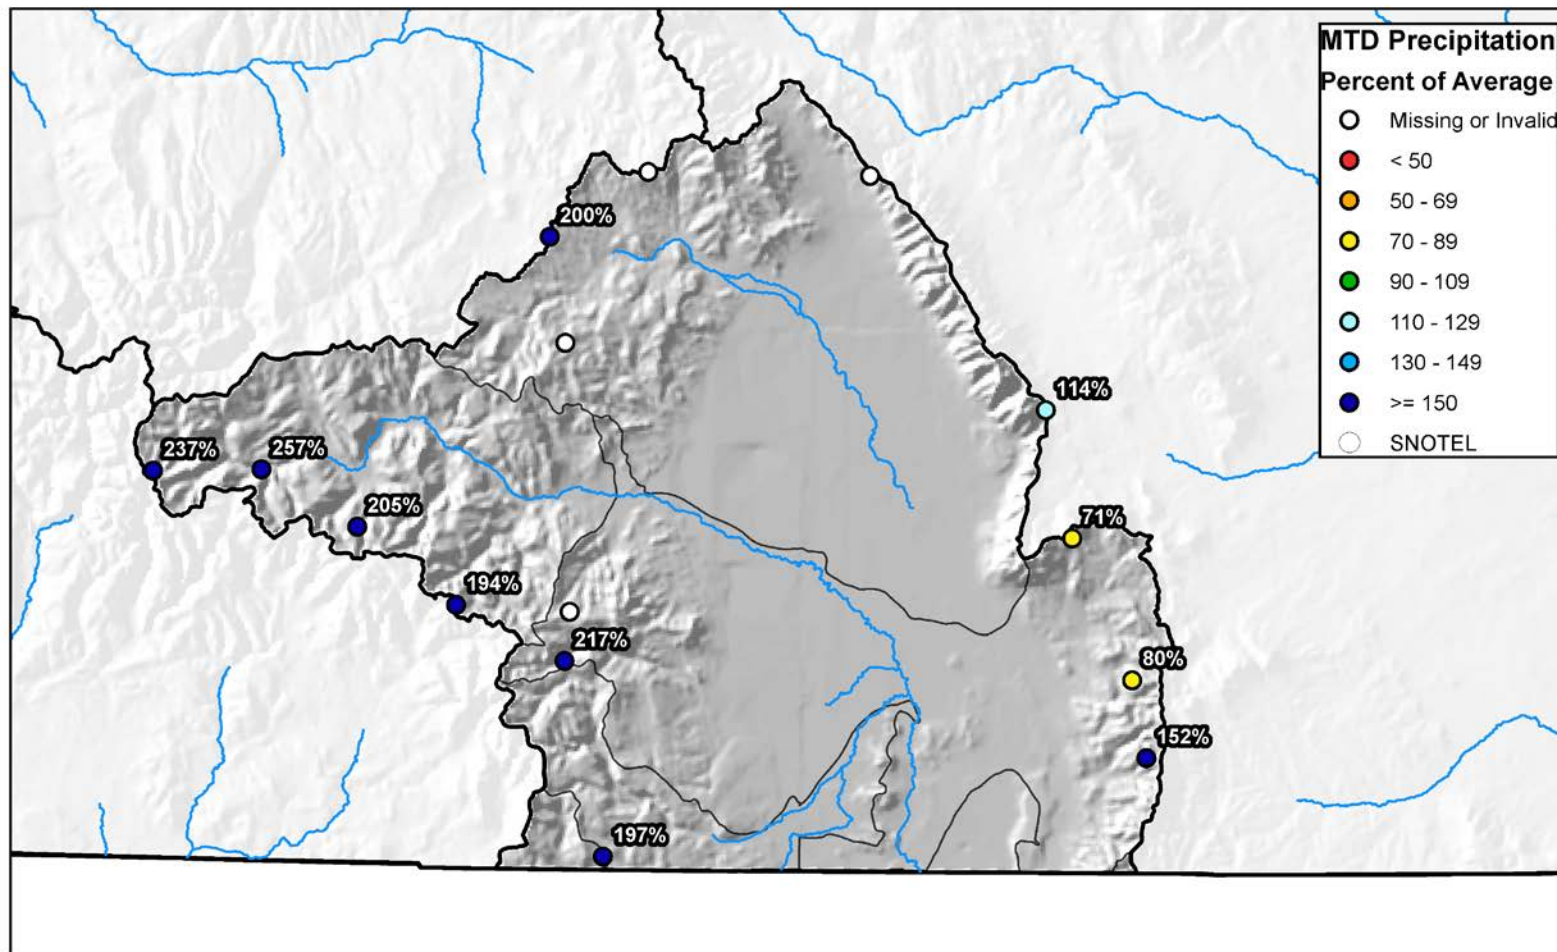 MTD Precipitation
Percent of Average
Missing or Invalid
< 50
50 - 69
70 - 89
90 - 109
110 - 129
130 - 149
>= 150
SNOTEL
200%
114%
237%
257%
205%
71%
194%
217%
80%
152%
197%